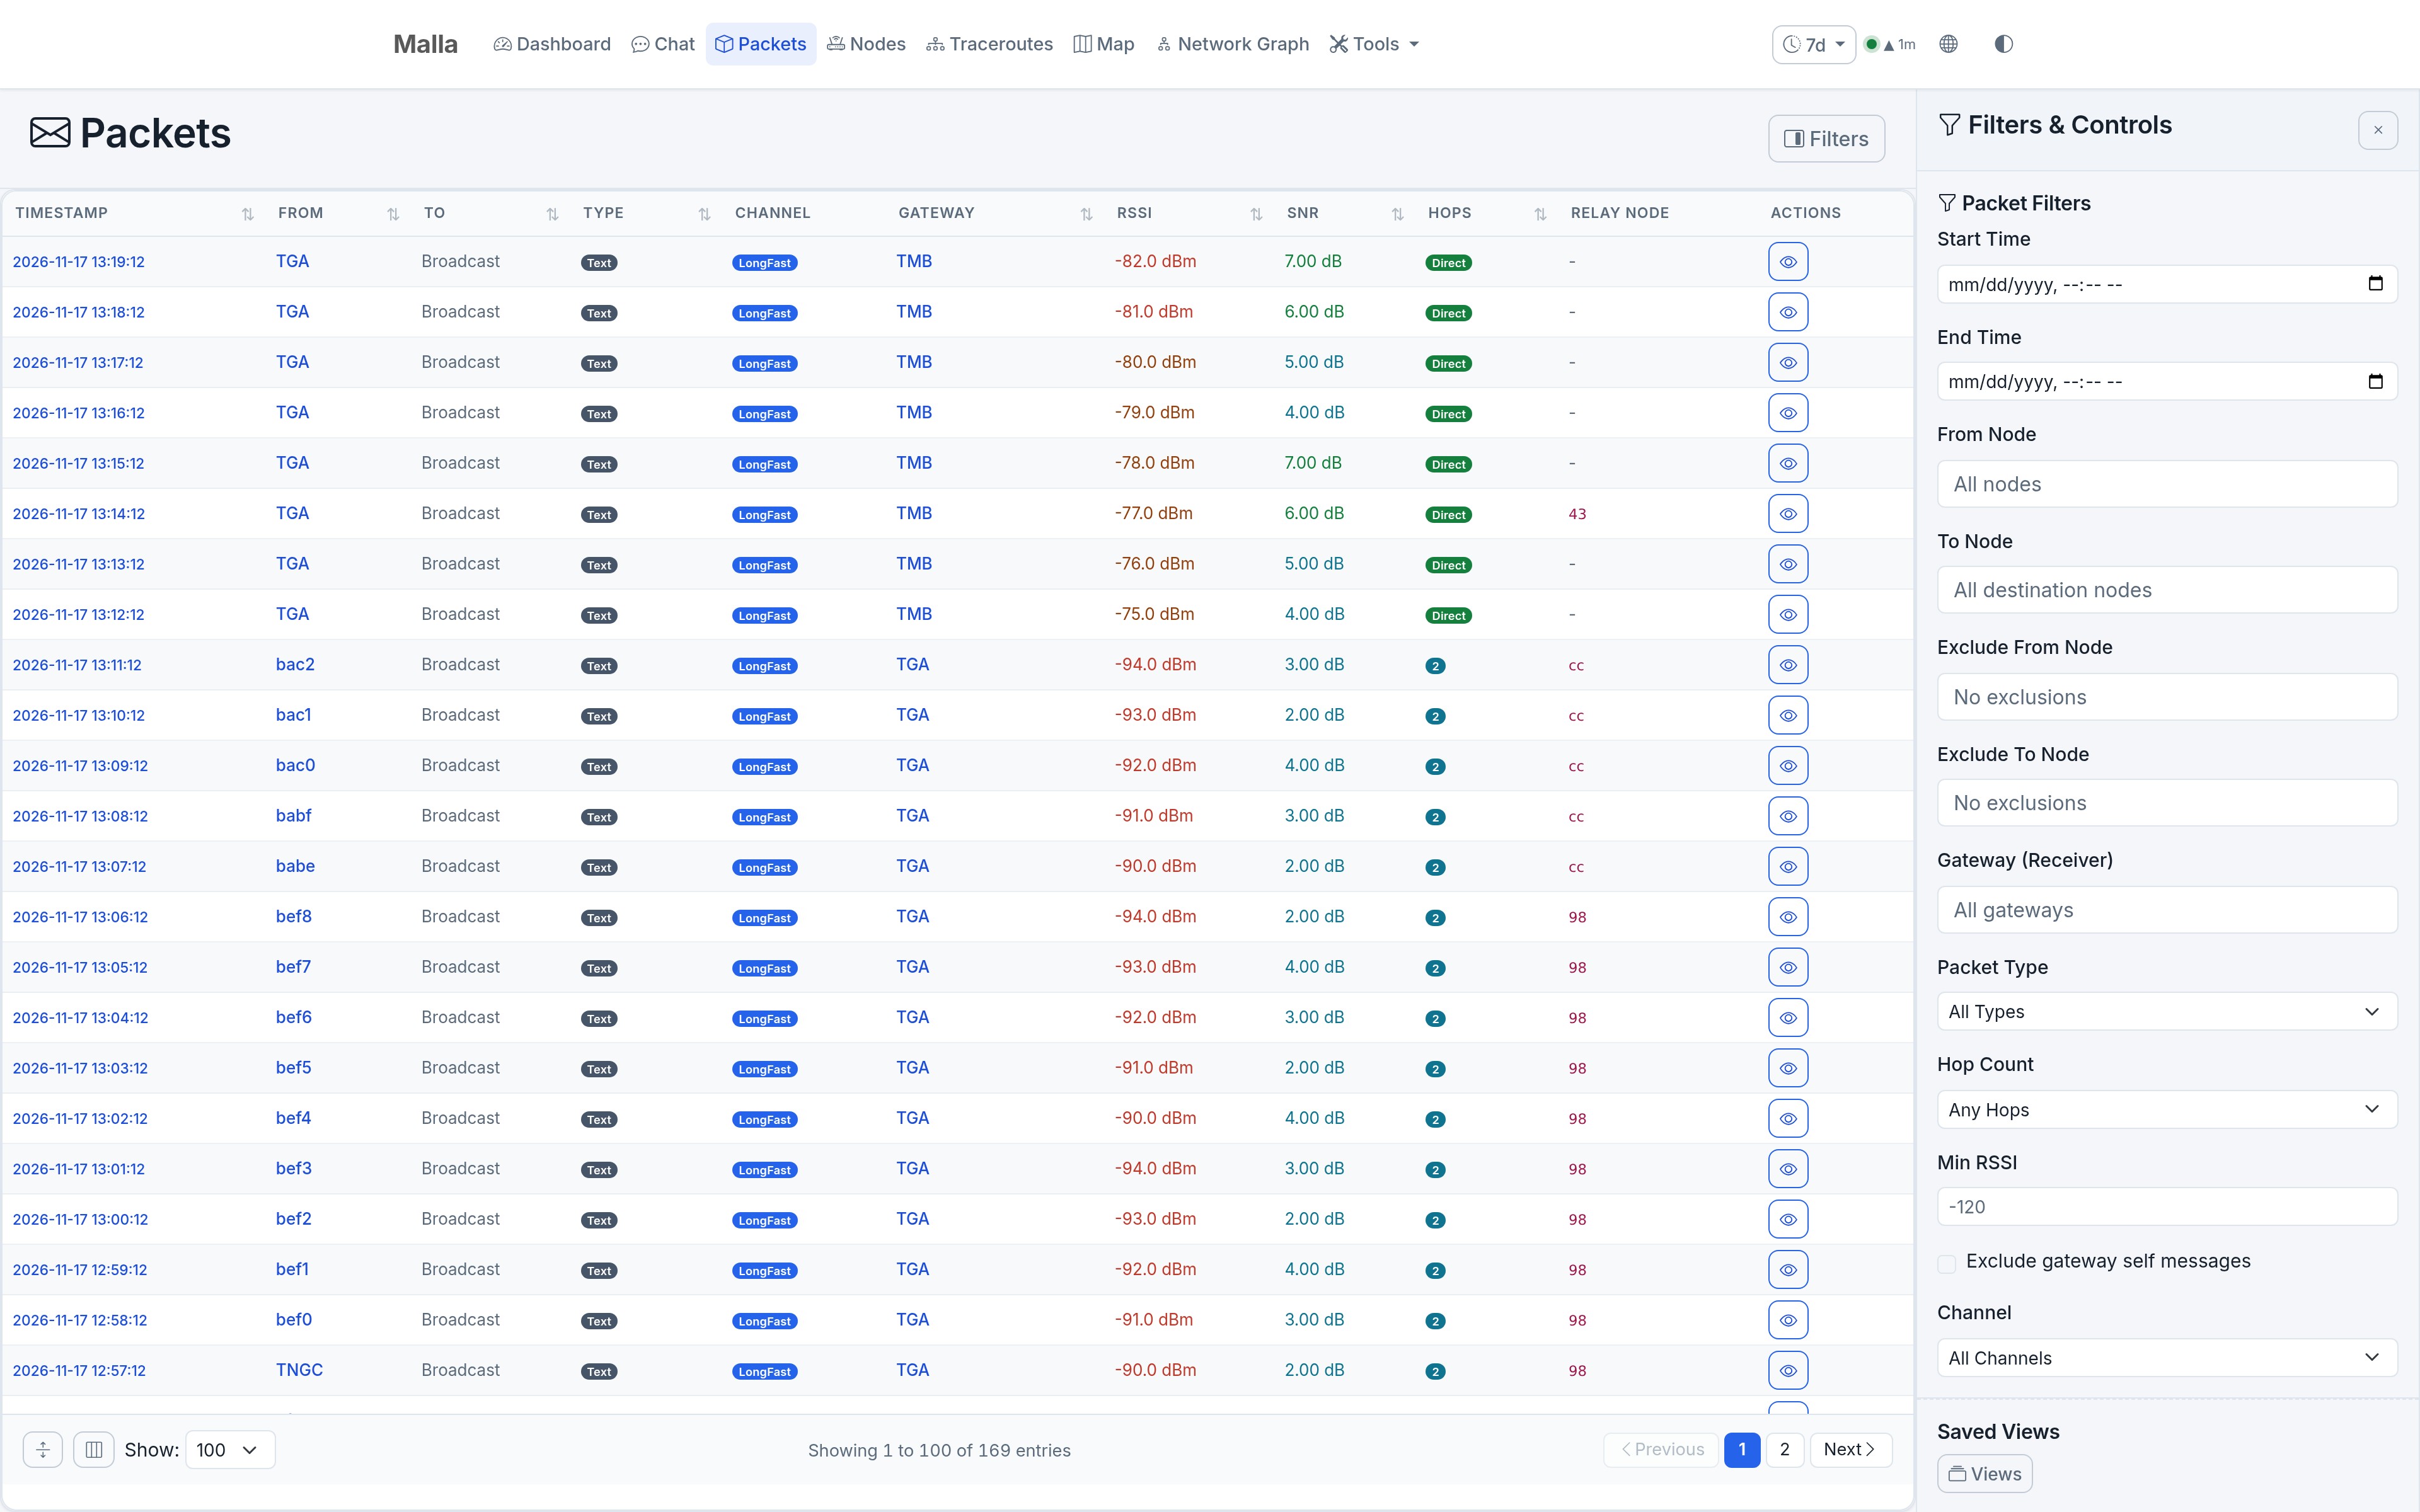 Malla Dashboard Chat Packets Nodes Traceroutes Map Network Graph Tools 7d ▲ 1m
Packets
Filters
TIMESTAMP FROM TO TYPE CHANNEL GATEWAY RSSI SNR HOPS RELAY NODE ACTIONS
2026-11-17 13:19:12 TGA Broadcast Text LongFast TMB -82.0 dBm 7.00 dB Direct -
2026-11-17 13:18:12 TGA Broadcast Text LongFast TMB -81.0 dBm 6.00 dB Direct -
2026-11-17 13:17:12 TGA Broadcast Text LongFast TMB -80.0 dBm 5.00 dB Direct -
2026-11-17 13:16:12 TGA Broadcast Text LongFast TMB -79.0 dBm 4.00 dB Direct -
2026-11-17 13:15:12 TGA Broadcast Text LongFast TMB -78.0 dBm 7.00 dB Direct -
2026-11-17 13:14:12 TGA Broadcast Text LongFast TMB -77.0 dBm 6.00 dB Direct 43
2026-11-17 13:13:12 TGA Broadcast Text LongFast TMB -76.0 dBm 5.00 dB Direct -
2026-11-17 13:12:12 TGA Broadcast Text LongFast TMB -75.0 dBm 4.00 dB Direct -
2026-11-17 13:11:12 bac2 Broadcast Text LongFast TGA -94.0 dBm 3.00 dB 2 cc
2026-11-17 13:10:12 bac1 Broadcast Text LongFast TGA -93.0 dBm 2.00 dB 2 cc
2026-11-17 13:09:12 bac0 Broadcast Text LongFast TGA -92.0 dBm 4.00 dB 2 cc
2026-11-17 13:08:12 babf Broadcast Text LongFast TGA -91.0 dBm 3.00 dB 2 cc
2026-11-17 13:07:12 babe Broadcast Text LongFast TGA -90.0 dBm 2.00 dB 2 cc
2026-11-17 13:06:12 bef8 Broadcast Text LongFast TGA -94.0 dBm 2.00 dB 2 98
2026-11-17 13:05:12 bef7 Broadcast Text LongFast TGA -93.0 dBm 4.00 dB 2 98
2026-11-17 13:04:12 bef6 Broadcast Text LongFast TGA -92.0 dBm 3.00 dB 2 98
2026-11-17 13:03:12 bef5 Broadcast Text LongFast TGA -91.0 dBm 2.00 dB 2 98
2026-11-17 13:02:12 bef4 Broadcast Text LongFast TGA -90.0 dBm 4.00 dB 2 98
2026-11-17 13:01:12 bef3 Broadcast Text LongFast TGA -94.0 dBm 3.00 dB 2 98
2026-11-17 13:00:12 bef2 Broadcast Text LongFast TGA -93.0 dBm 2.00 dB 2 98
2026-11-17 12:59:12 bef1 Broadcast Text LongFast TGA -92.0 dBm 4.00 dB 2 98
2026-11-17 12:58:12 bef0 Broadcast Text LongFast TGA -91.0 dBm 3.00 dB 2 98
2026-11-17 12:57:12 TNGC Broadcast Text LongFast TGA -90.0 dBm 2.00 dB 2 98
Show: 100 Showing 1 to 100 of 169 entries Previous 1 2 Next
Filters & Controls ×
Packet Filters
Start Time
mm/dd/yyyy, --:-- --
End Time
mm/dd/yyyy, --:-- --
From Node
All nodes
To Node
All destination nodes
Exclude From Node
No exclusions
Exclude To Node
No exclusions
Gateway (Receiver)
All gateways
Packet Type
All Types
Hop Count
Any Hops
Min RSSI
-120
Exclude gateway self messages
Channel
All Channels
Saved Views
Views